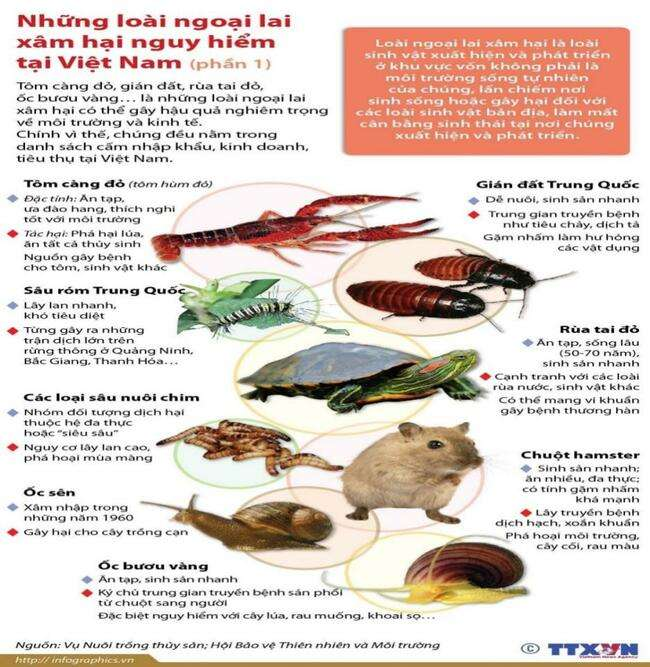 Những loài ngoại lai
xâm hại nguy hiểm
tại Việt Nam (phần 1)
Tôm càng đỏ, gián đất, rùa tai đỏ,
ốc bươu vàng… là những loài ngoại lai
xâm hại có thể gây hậu quả nghiêm trọng
về môi trường và kinh tế.
Chính vì thế, chúng đều nằm trong
danh sách cấm nhập khẩu, kinh doanh,
tiêu thụ tại Việt Nam.
Loài ngoại lai xâm hại là loài
sinh vật xuất hiện và phát triển
ở khu vực vốn không phải là
môi trường sống tự nhiên
của chúng, lấn chiếm nơi
sinh sống hoặc gây hại đối với
các loài sinh vật bản địa, làm mất
cân bằng sinh thái tại nơi chúng
xuất hiện và phát triển.
Tôm càng đỏ (tôm hùm đỏ)
Đặc tính: Ăn tạp,
ưa đào hang, thích nghi
tốt với môi trường
Tác hại: Phá hại lúa,
ăn tất cả thủy sinh
Nguồn gây bệnh
cho tôm, sinh vật khác
Gián đất Trung Quốc
Dễ nuôi, sinh sản nhanh
Trung gian truyền bệnh
như tiêu chảy, dịch tả
Gặm nhấm làm hư hỏng
các vật dụng
Sâu róm Trung Quốc
Lây lan nhanh,
khó tiêu diệt
Từng gây ra những
trận dịch lớn trên
rừng thông ở Quảng Ninh,
Bắc Giang, Thanh Hóa…
Rùa tai đỏ
Ăn tạp, sống lâu
(50-70 năm),
sinh sản nhanh
Cạnh tranh với các loài
rùa nước, sinh vật khác
Có thể mang vi khuẩn
gây bệnh thương hàn
Các loại sâu nuôi chim
Nhóm đối tượng dịch hại
thuộc hệ đa thực
hoặc "siêu sâu"
Nguy cơ lây lan cao,
phá hoại mùa màng
Chuột hamster
Sinh sản nhanh;
ăn nhiều, đa thực;
có tính gặm nhấm
khá mạnh
Lây truyền bệnh
dịch hạch, xoắn khuẩn
Phá hoại môi trường,
cây cối, rau màu
Ốc sên
Xâm nhập trong
những năm 1960
Gây hại cho cây trồng cạn
Ốc bươu vàng
Ăn tạp, sinh sản nhanh
Ký chủ trung gian truyền bệnh sán phổi
từ chuột sang người
Đặc biệt nguy hiểm với cây lúa, rau muống, khoai sọ…
Nguồn: Vụ Nuôi trồng thủy sản; Hội Bảo vệ Thiên nhiên và Môi trường
http://infographics.vn
© TTXVN
Vietnam News Agency